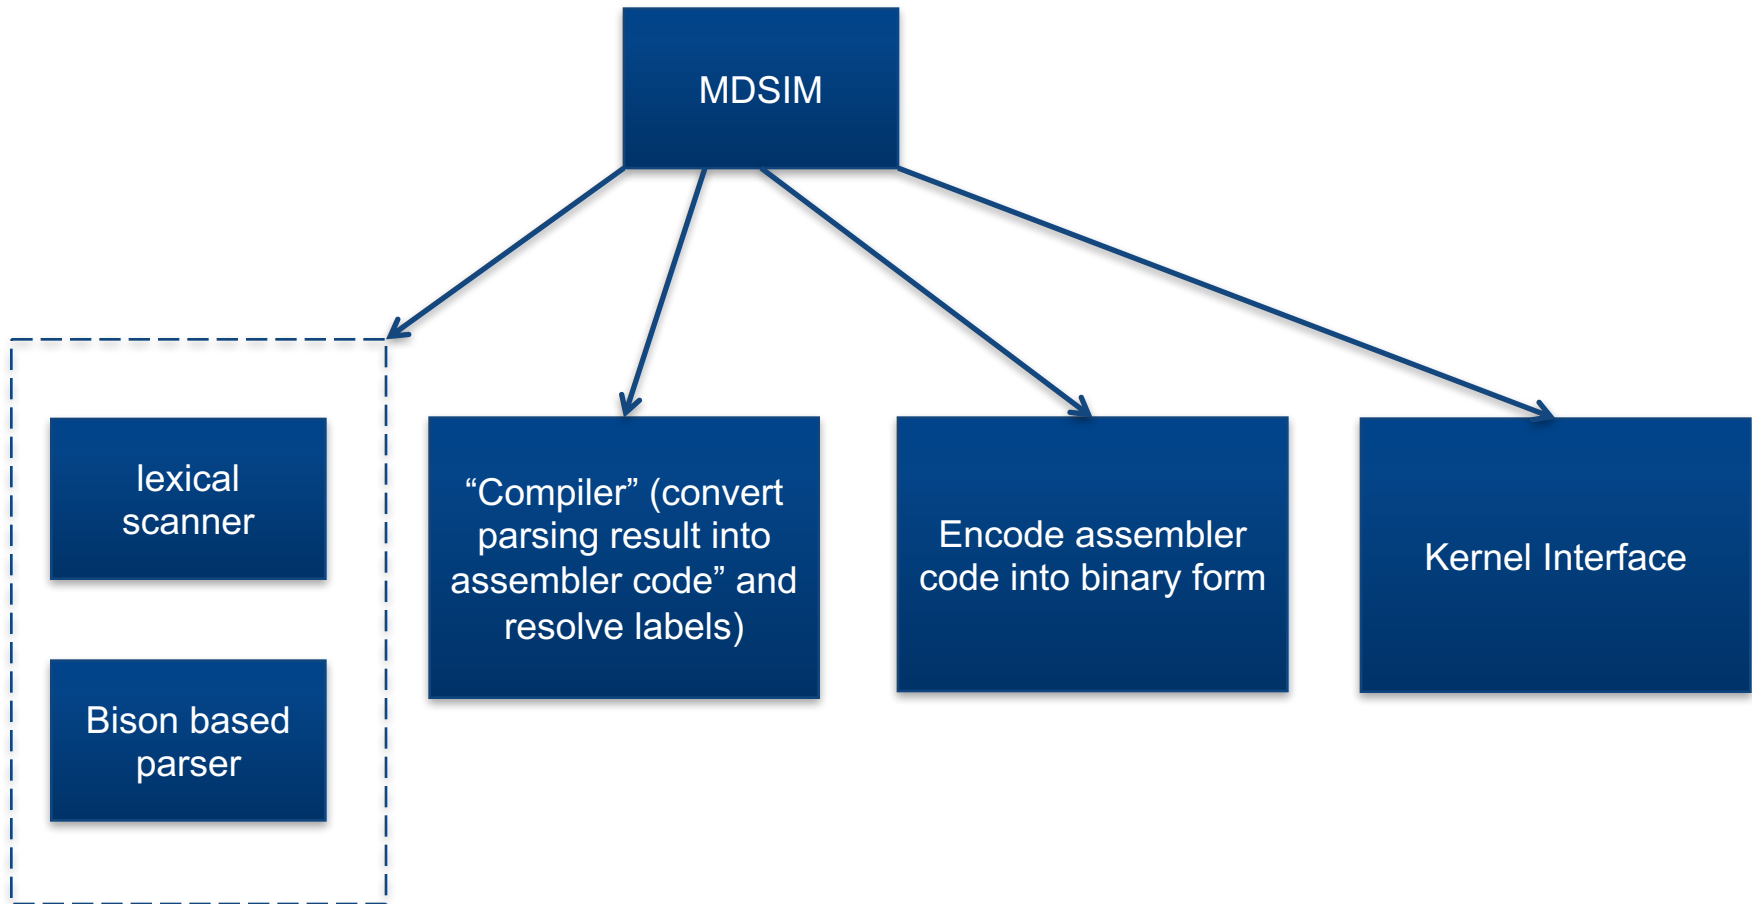 MDSIM
lexical
scanner
Bison based
parser
“Compiler” (convert
parsing result into
assembler code” and
resolve labels)
Encode assembler
code into binary form
Kernel Interface